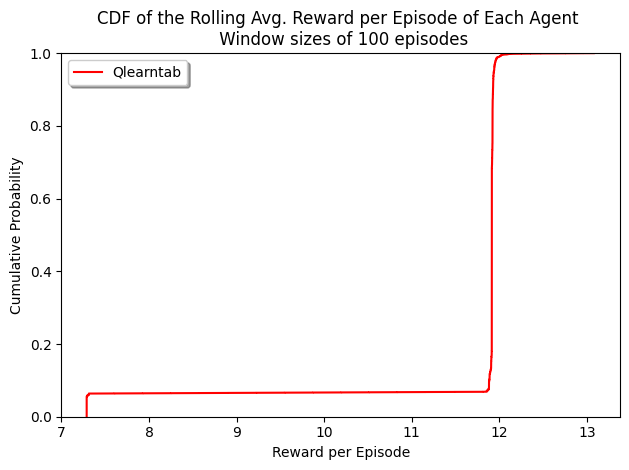 CDF of the Rolling Avg. Reward per Episode of Each Agent
Window sizes of 100 episodes
Qlearntab
1.0
0.8
0.6
0.4
0.2
0.0
Cumulative Probability
7
8
9
10
11
12
13
Reward per Episode